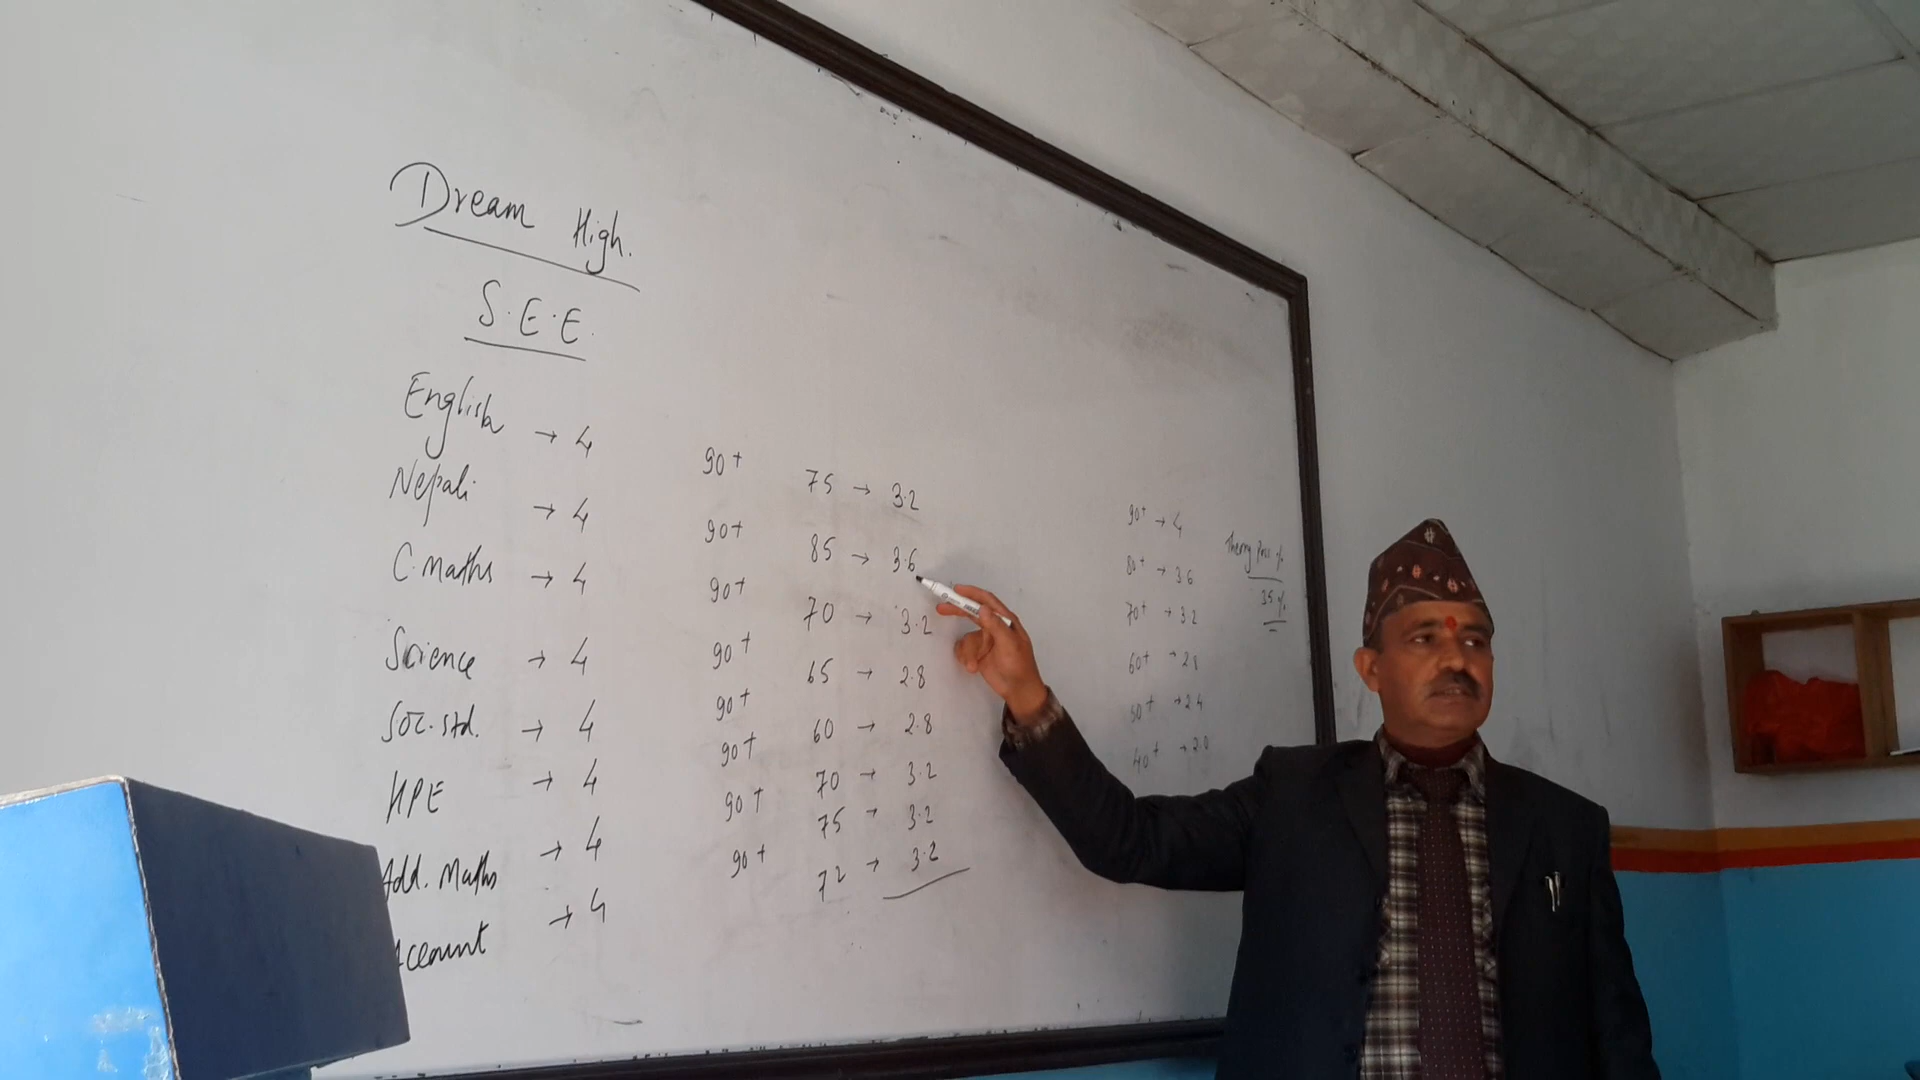 Dream High.
S.E.E.
English → 4 90+ 75 → 3.2
Nepali → 4 90+ 85 → 3.6
C.Maths → 4 90+ 70 → 3.2
Science → 4 90+ 65 → 2.8
Soc. Std. → 4 90+ 60 → 2.8
HPE → 4 90+ 70 → 3.2
Add. Maths → 4 90+ 75 → 3.2
Account → 4 90+ 72 → 3.2
90+ → 4
80+ → 3.6
70+ → 3.2
60+ → 2.8
50+ → 2.4
40+ → 2.0
Theory Pass %
35%